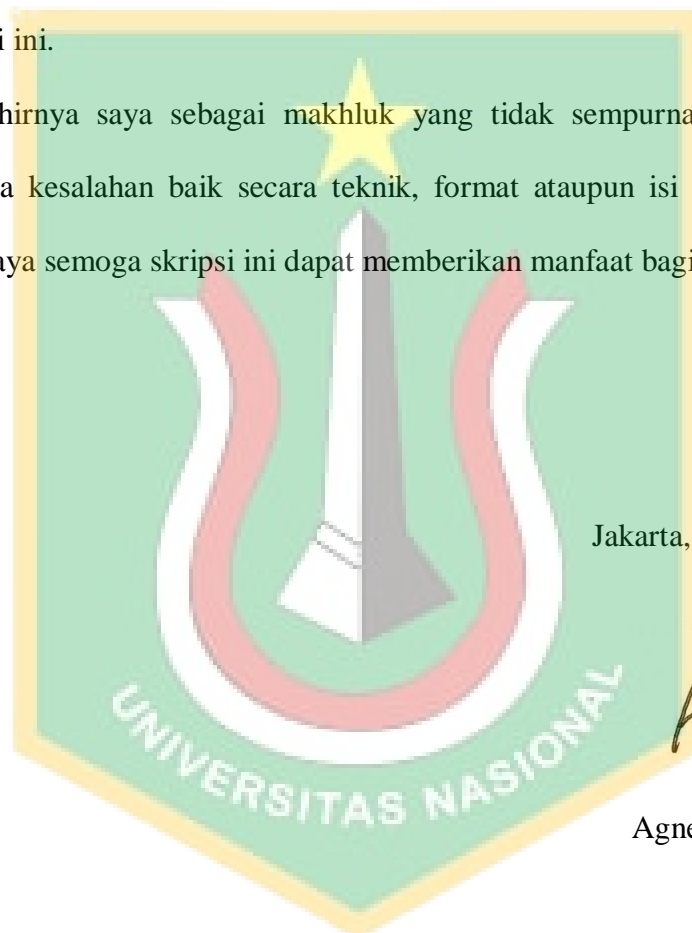 i ini.
hirnya saya sebagai makhluk yang tidak sempurna
a kesalahan baik secara teknik, format ataupun isi
aya semoga skripsi ini dapat memberikan manfaat bagi
Jakarta,
Agne
UNIVERSITAS NASIONAL